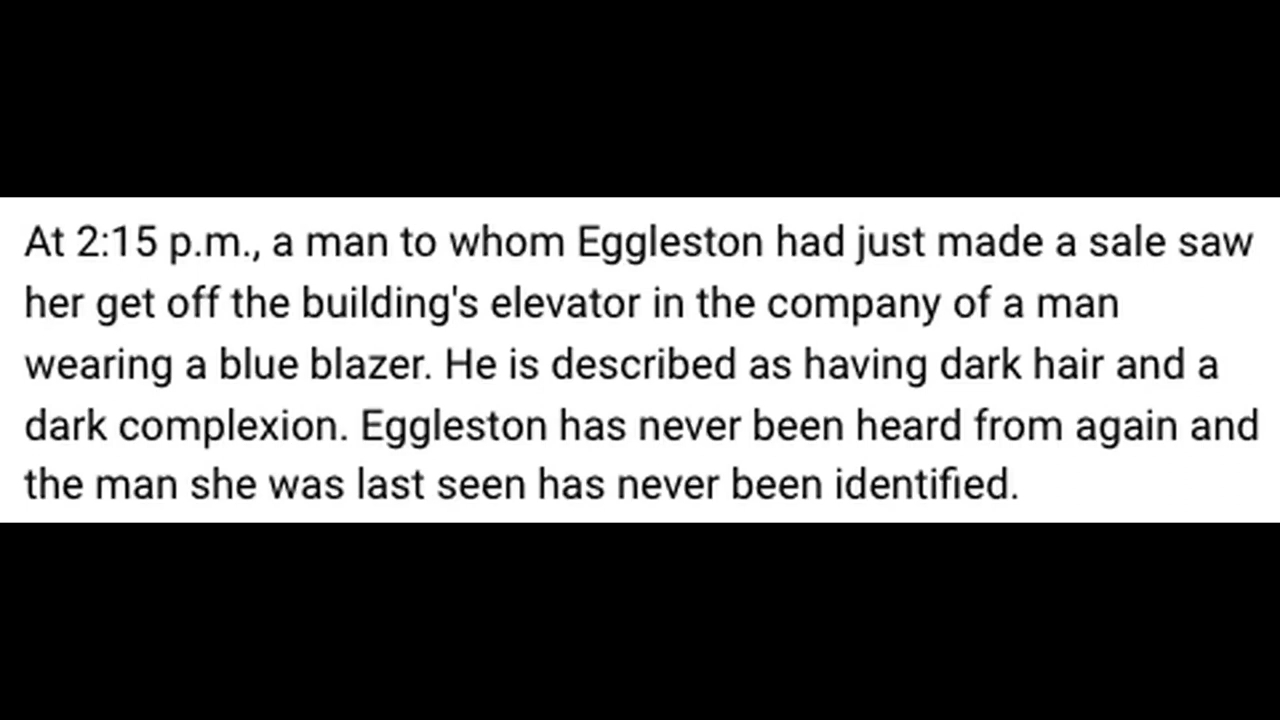 At 2:15 p.m., a man to whom Eggleston had just made a sale saw
her get off the building's elevator in the company of a man
wearing a blue blazer. He is described as having dark hair and a
dark complexion. Eggleston has never been heard from again and
the man she was last seen has never been identified.